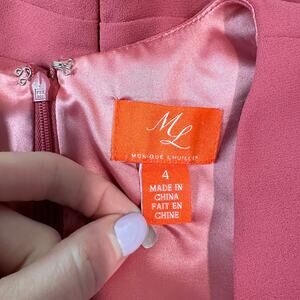 ML
MONIQUE LHUILLIER
4
MADE IN
CHINA
FAIT EN
CHINE